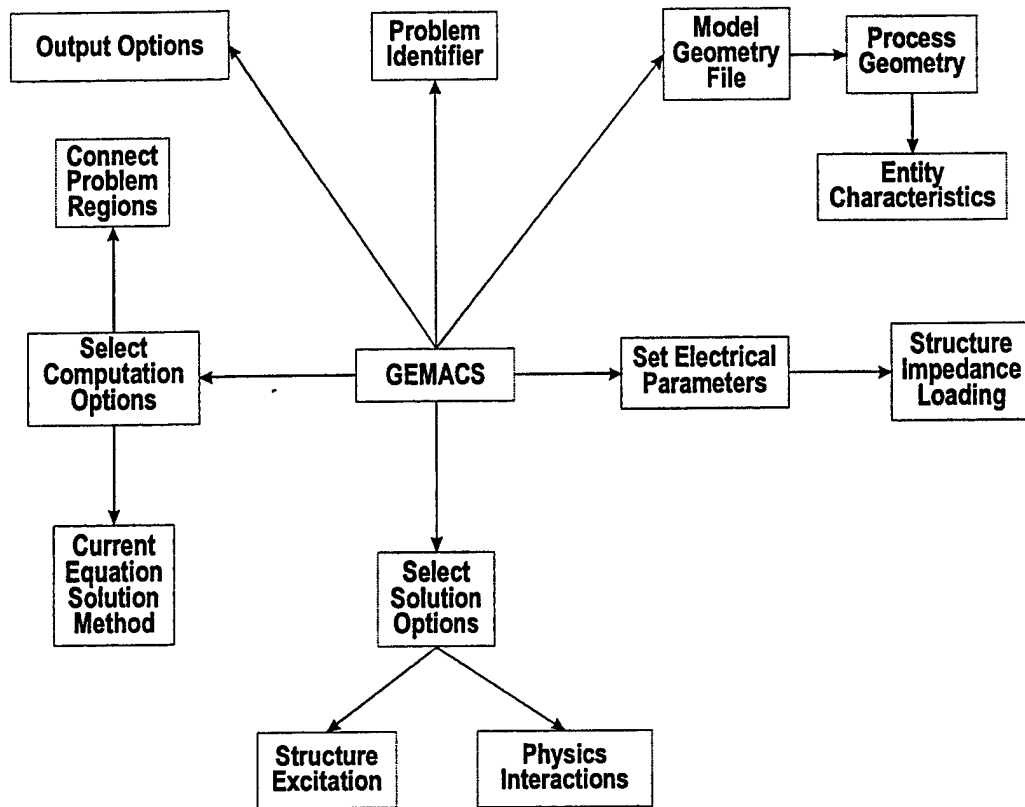 Output Options
Problem
Identifier
Model
Geometry
File
Process
Geometry
Connect
Problem
Regions
Entity
Characteristics
Select
Computation
Options
GEMACS
Set Electrical
Parameters
Structure
Impedance
Loading
Current
Equation
Solution
Method
Select
Solution
Options
Structure
Excitation
Physics
Interactions